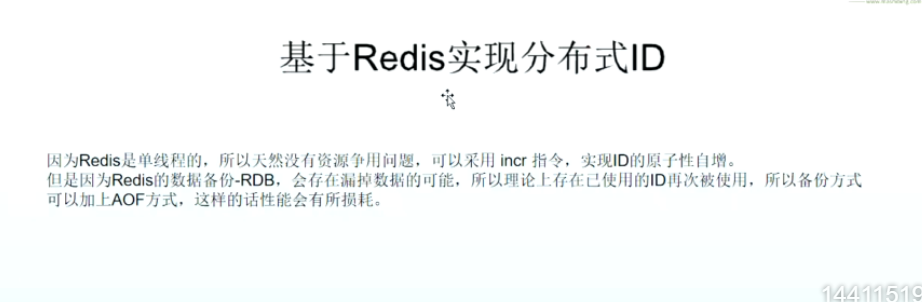 基于Redis实现分布式ID
因为Redis是单线程的，所以天然没有资源争用问题，可以采用 incr 指令，实现ID的原子性自增。
但是因为Redis的数据备份-RDB，会存在漏掉数据的可能，所以理论上存在已使用的ID再次被使用，所以备份方式
可以加上AOF方式，这样的话性能会有所损耗。
14411519